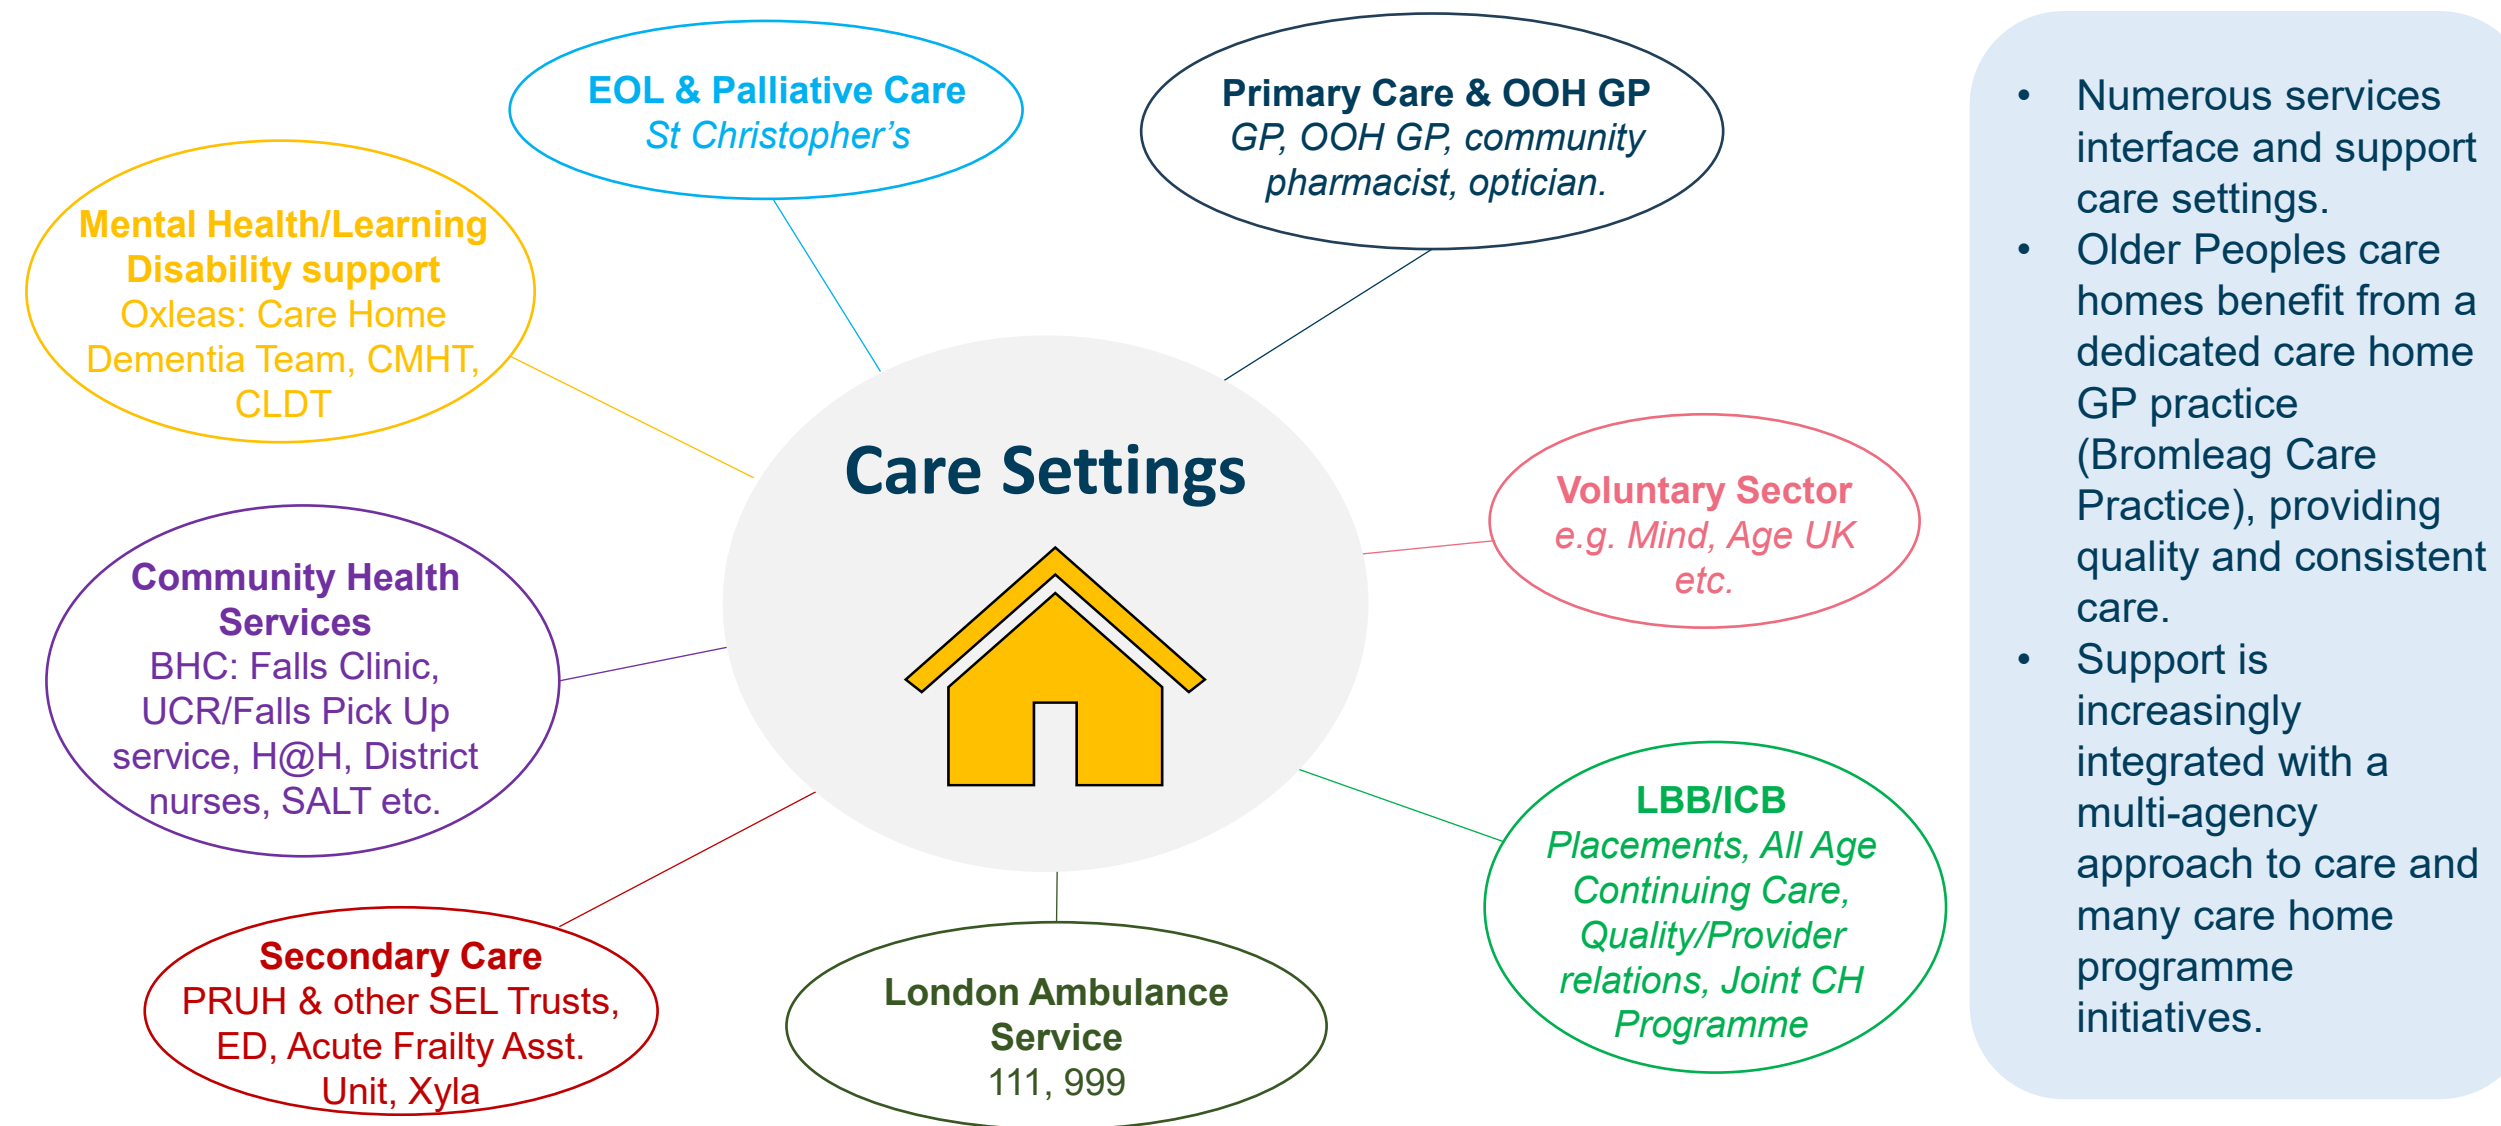 EOL & Palliative Care
St Christopher’s
Primary Care & OOH GP
GP, OOH GP, community
pharmacist, optician.
Mental Health/Learning
Disability support
Oxleas: Care Home
Dementia Team, CMHT,
CLDT
Care Settings
Voluntary Sector
e.g. Mind, Age UK
etc.
Community Health
Services
BHC: Falls Clinic,
UCR/Falls Pick Up
service, H@H, District
nurses, SALT etc.
LBB/ICB
Placements, All Age
Continuing Care,
Quality/Provider
relations, Joint CH
Programme
Secondary Care
PRUH & other SEL Trusts,
ED, Acute Frailty Asst.
Unit, Xyla
London Ambulance
Service
111, 999
• Numerous services
interface and support
care settings.
• Older Peoples care
homes benefit from a
dedicated care home
GP practice
(Bromleag Care
Practice), providing
quality and consistent
care.
• Support is
increasingly
integrated with a
multi-agency
approach to care and
many care home
programme
initiatives.